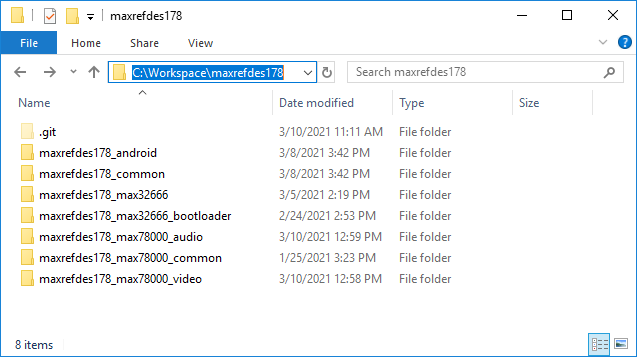 maxrefdes178
File Home Share View
C:\Workspace\maxrefdes178 Search maxrefdes178
Name Date modified Type Size
.git 3/10/2021 11:11 AM File folder
maxrefdes178_android 3/8/2021 3:42 PM File folder
maxrefdes178_common 3/8/2021 3:42 PM File folder
maxrefdes178_max32666 3/5/2021 2:19 PM File folder
maxrefdes178_max32666_bootloader 2/24/2021 2:53 PM File folder
maxrefdes178_max78000_audio 3/10/2021 12:59 PM File folder
maxrefdes178_max78000_common 1/25/2021 3:23 PM File folder
maxrefdes178_max78000_video 3/10/2021 12:58 PM File folder
8 items